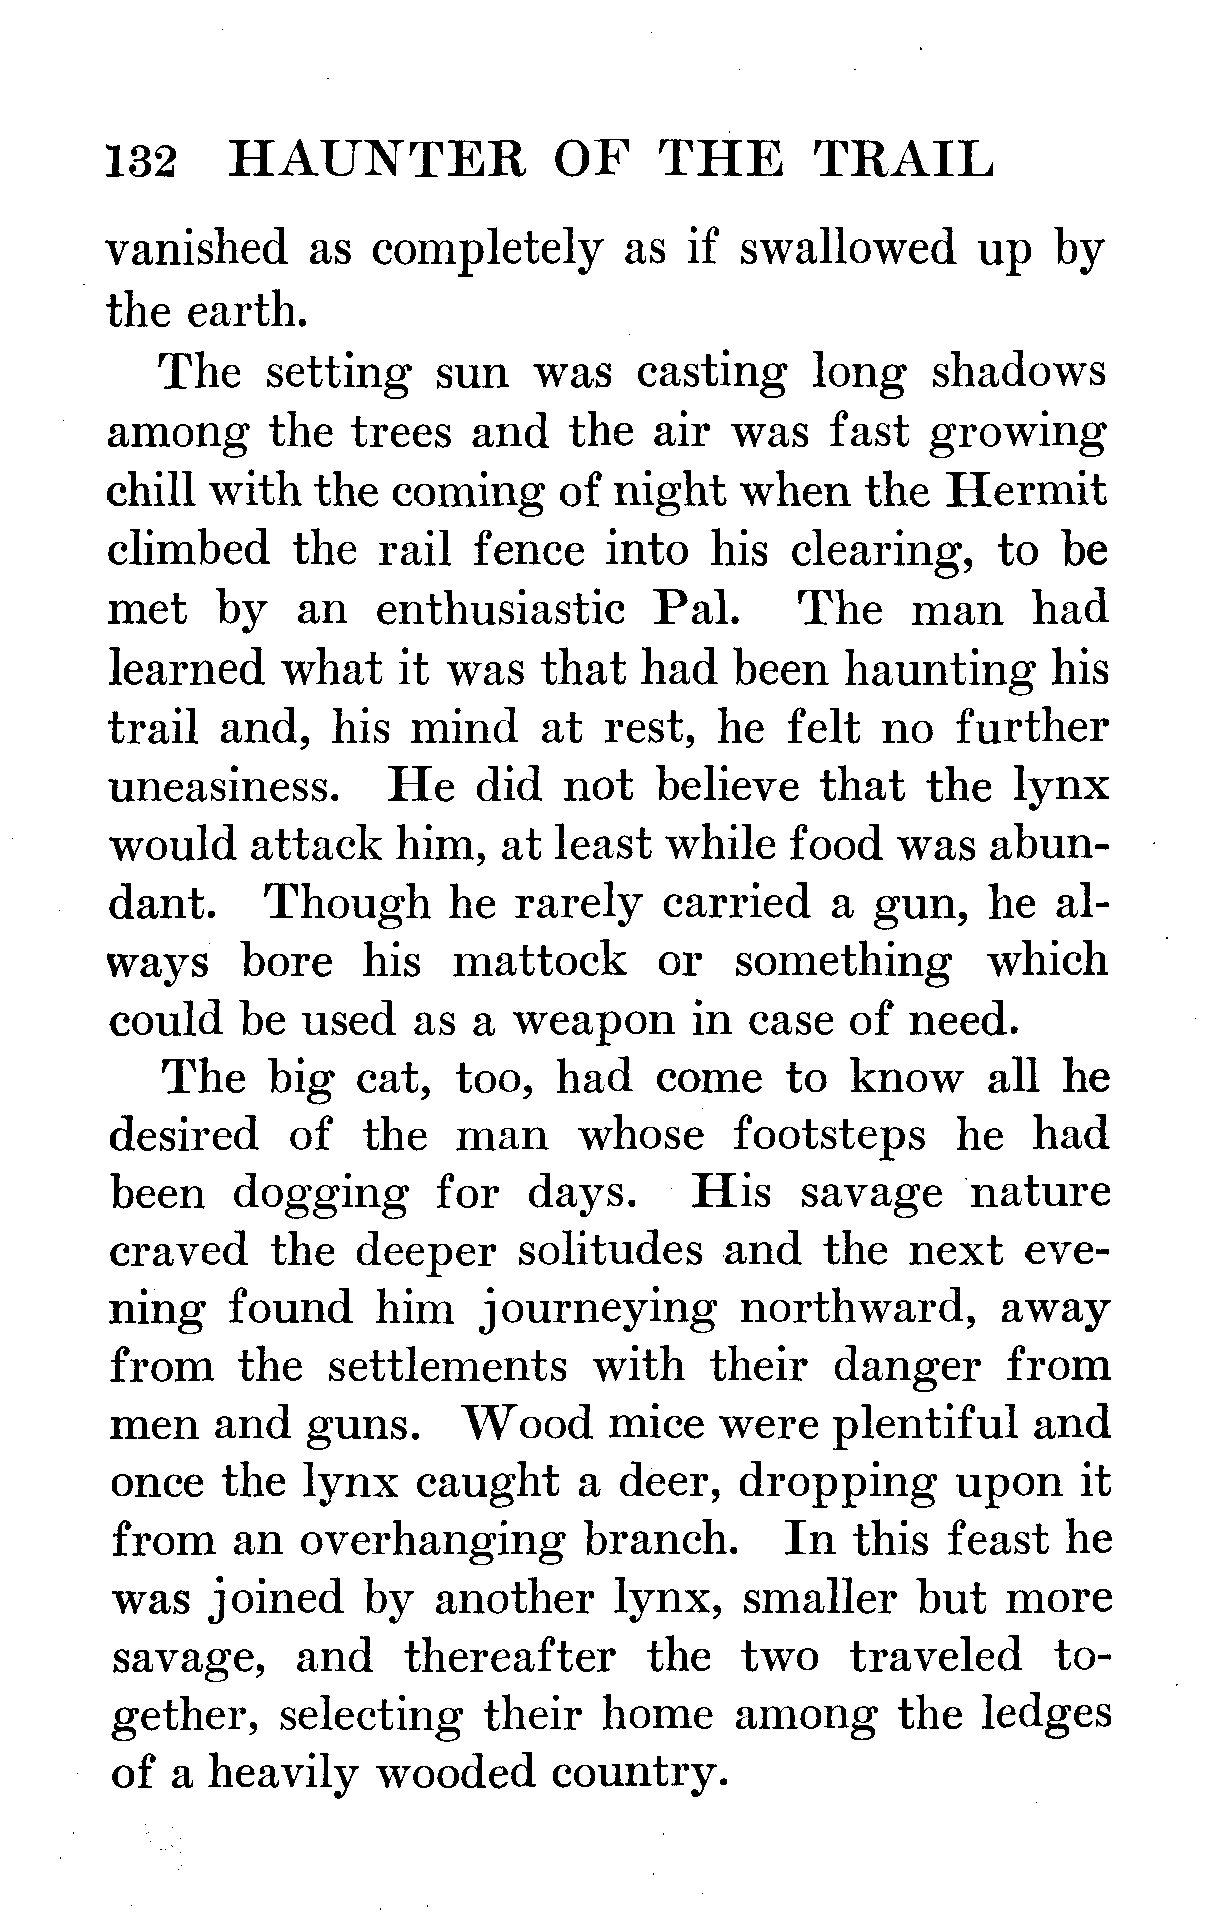 132 HAUNTER OF THE TRAIL
vanished as completely as if swallowed up by
the earth.
The setting sun was casting long shadows
among the trees and the air was fast growing
chill with the coming of night when the Hermit
climbed the rail fence into his clearing, to be
met by an enthusiastic Pal. The man had
learned what it was that had been haunting his
trail and, his mind at rest, he felt no further
uneasiness. He did not believe that the lynx
would attack him, at least while food was abun-
dant. Though he rarely carried a gun, he al-
ways bore his mattock or something which
could be used as a weapon in case of need.
The big cat, too, had come to know all he
desired of the man whose footsteps he had
been dogging for days. His savage nature
craved the deeper solitudes and the next eve-
ning found him journeying northward, away
from the settlements with their danger from
men and guns. Wood mice were plentiful and
once the lynx caught a deer, dropping upon it
from an overhanging branch. In this feast he
was joined by another lynx, smaller but more
savage, and thereafter the two traveled to-
gether, selecting their home among the ledges
of a heavily wooded country.